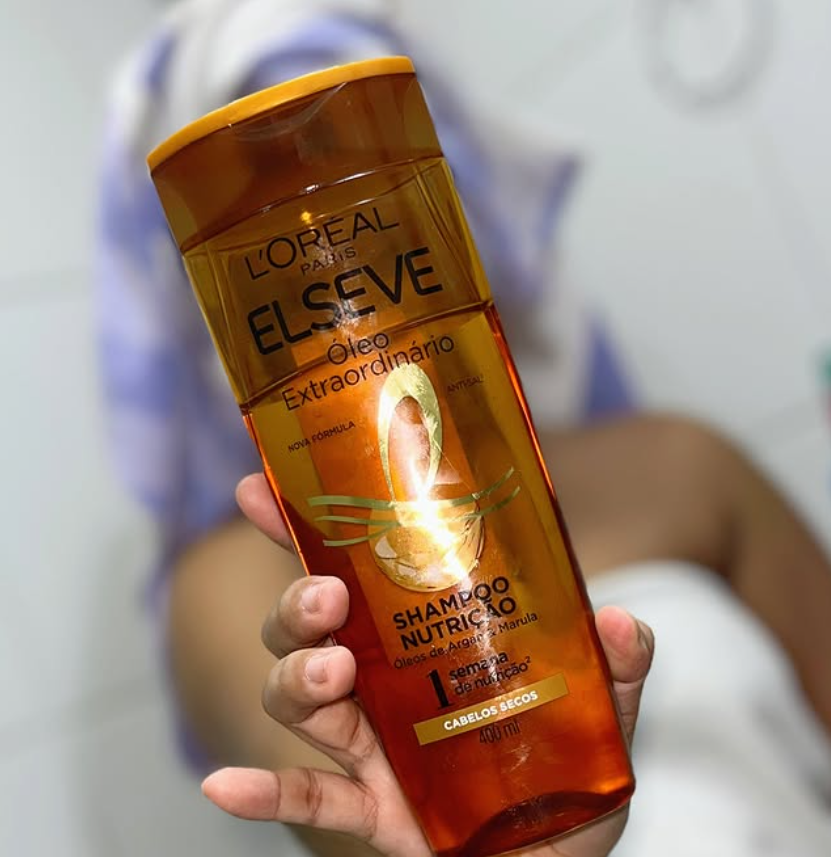 L'ORÉAL
PARIS
ELSEVE
Óleo
Extraordinário
ANTISAL¹
NOVA FÓRMULA
SHAMPOO
NUTRIÇÃO
Óleos de Argan & Marula
1 semana
de nutrição²
CABELOS SECOS
400 ml